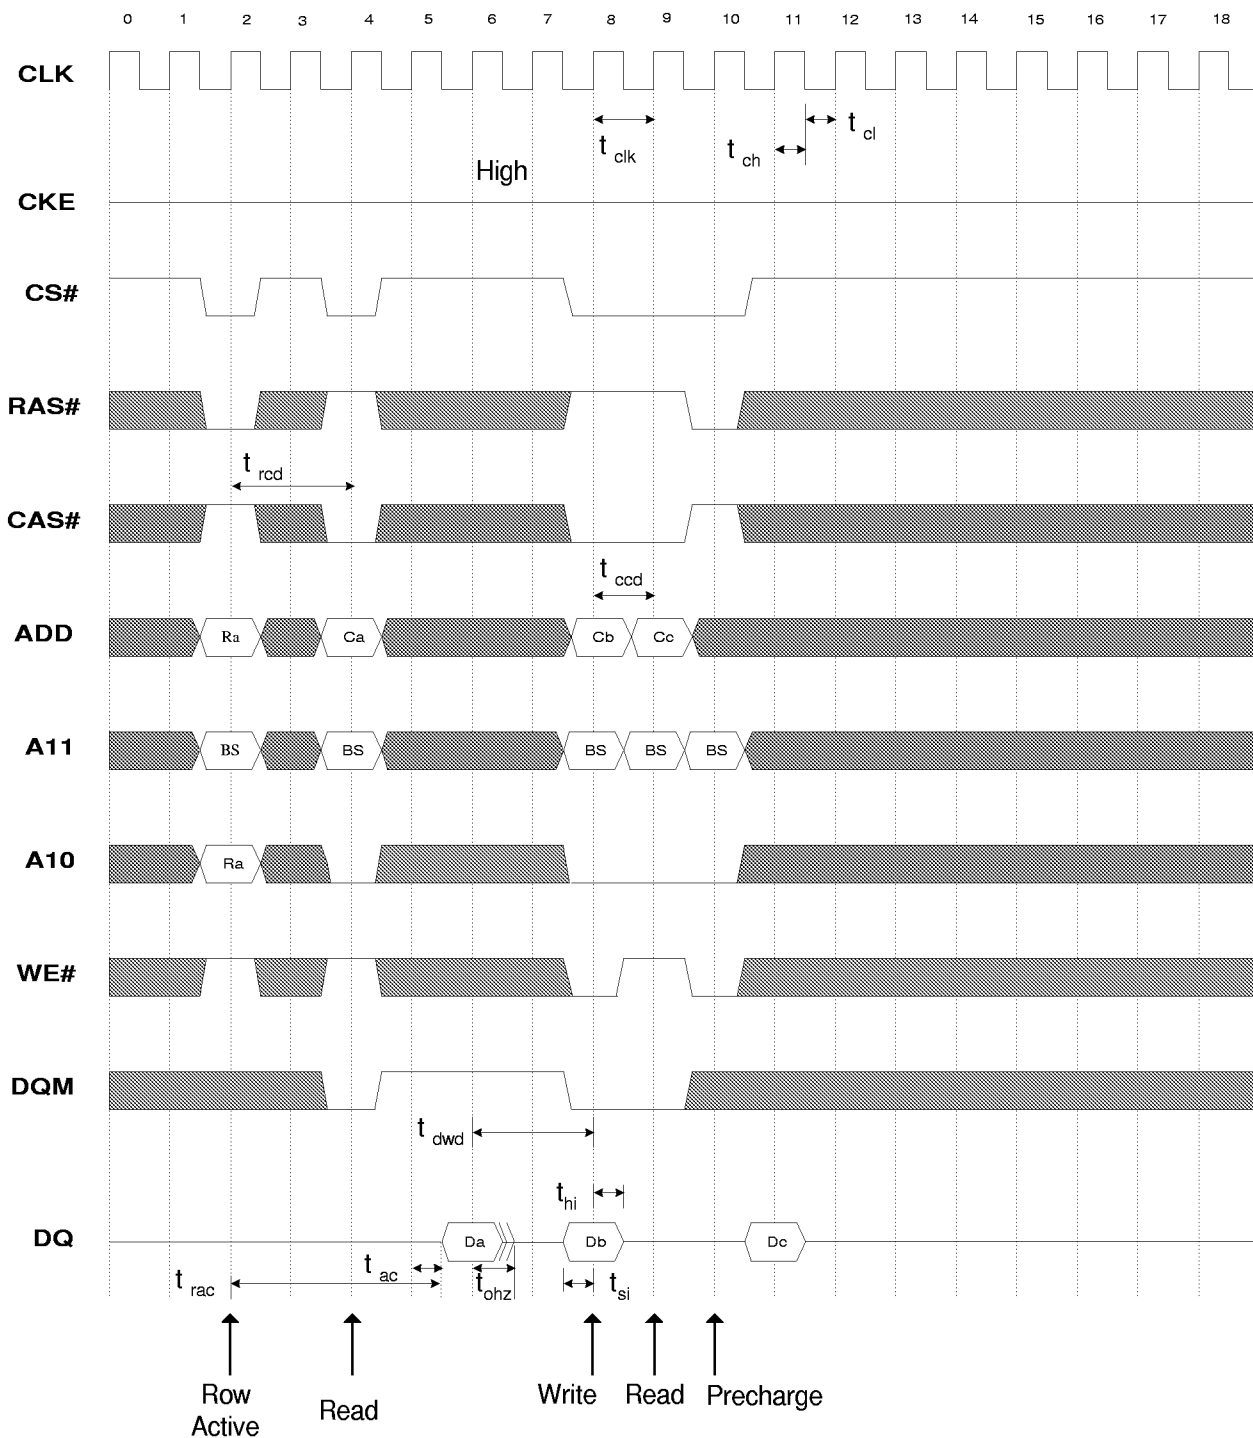 0 1 2 3 4 5 6 7 8 9 10 11 12 13 14 15 16 17 18
CLK
t clk
t ch
t cl
High
CKE
CS#
RAS#
t rcd
CAS#
t ccd
ADD Ra Ca Cb Cc
A11 BS BS BS BS BS
A10 Ra
WE#
DQM
t dwd
t hi
DQ Da Db Dc
t rac
t ac
t ohz
t si
Row
Active
Read
Write
Read
Precharge